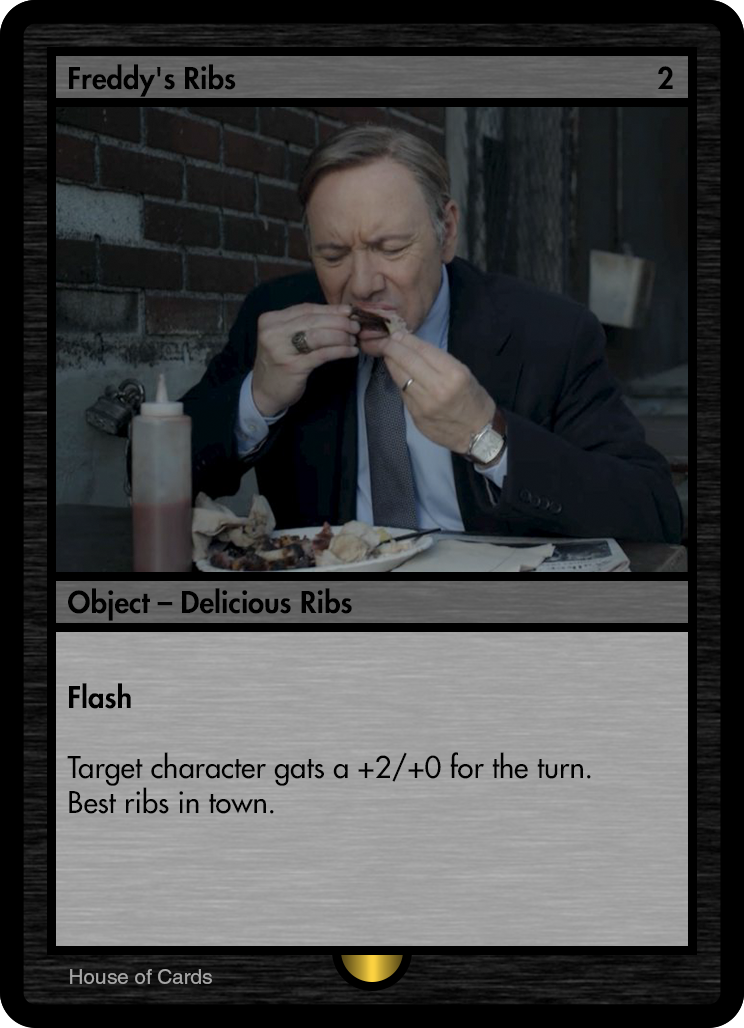 Freddy's Ribs 2
Object – Delicious Ribs
Flash
Target character gats a +2/+0 for the turn.
Best ribs in town.
House of Cards